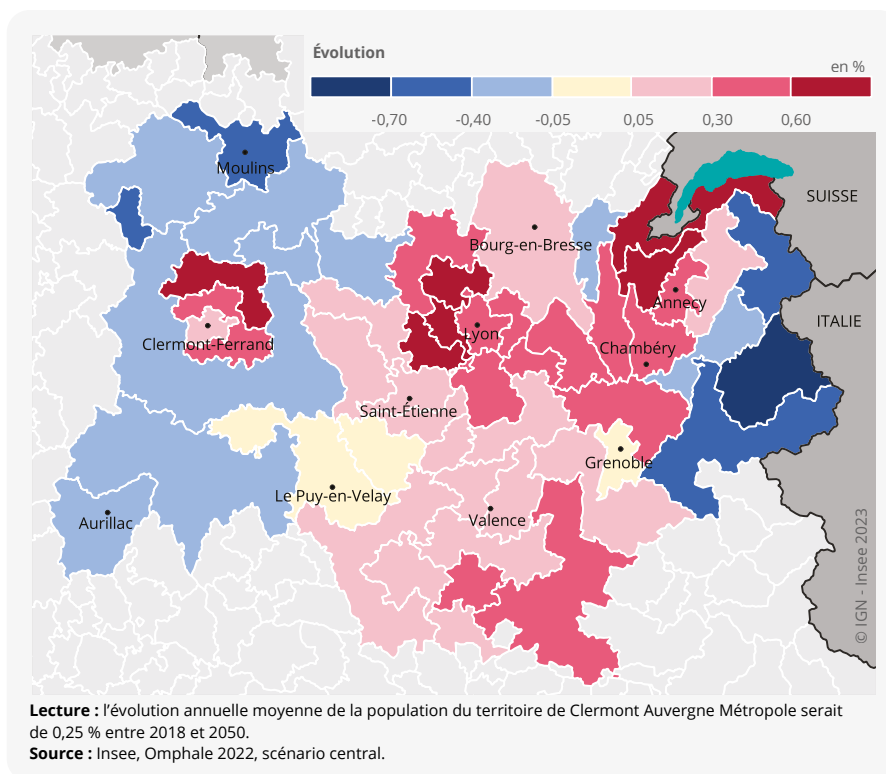 Évolution
en %
-0,70 -0,40 -0,05 0,05 0,30 0,60
Moulins
SUISSE
Bourg-en-Bresse
Annecy
ITALIE
Lyon
Clermont-Ferrand
Chambéry
Saint-Étienne
Grenoble
Le Puy-en-Velay
Valence
Aurillac
© IGN - Insee 2023
Lecture : l’évolution annuelle moyenne de la population du territoire de Clermont Auvergne Métropole serait
de 0,25 % entre 2018 et 2050.
Source : Insee, Omphale 2022, scénario central.